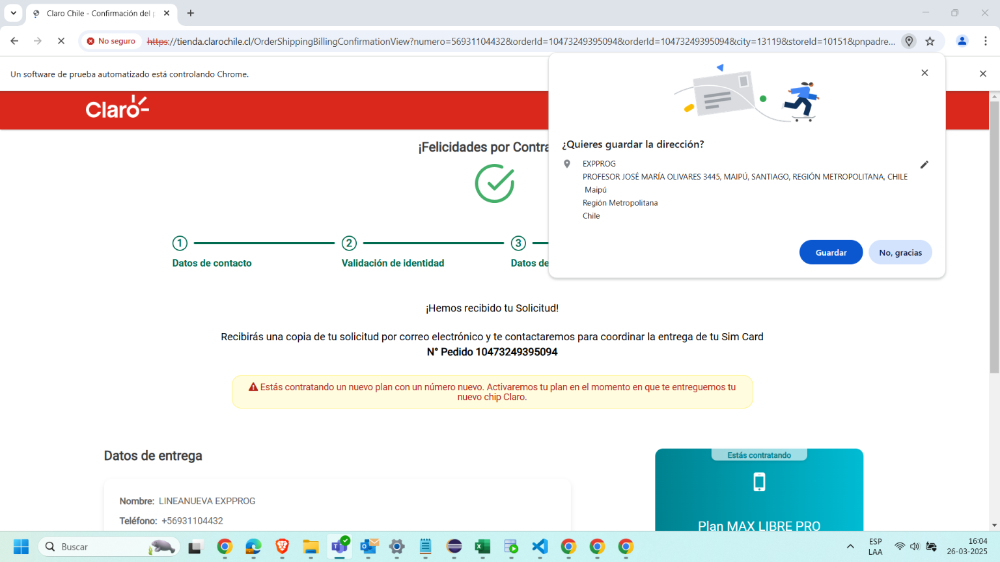 Claro Chile - Confirmación del p
No seguro
https://tienda.clarochile.cl/OrderShippingBillingConfirmationView?numero=56931104432&orderId=10473249395094&orderId=10473249395094&city=13119&storeId=10151&pnpadre...
Un software de prueba automatizado está controlando Chrome.
Claro
¡Felicidades por Contra
¿Quieres guardar la dirección?
EXPPROG
PROFESOR JOSÉ MARÍA OLIVARES 3445, MAIPÚ, SANTIAGO, REGIÓN METROPOLITANA, CHILE
Maipú
Región Metropolitana
Chile
Guardar
No, gracias
1
2
3
Datos de contacto
Validación de identidad
Datos de
¡Hemos recibido tu Solicitud!
Recibirás una copia de tu solicitud por correo electrónico y te contactaremos para coordinar la entrega de tu Sim Card
N° Pedido 10473249395094
Estás contratando un nuevo plan con un número nuevo. Activaremos tu plan en el momento en que te entreguemos tu
nuevo chip Claro.
Datos de entrega
Nombre: LINEANUEVA EXPPROG
Teléfono: +56931104432
Estás contratando
Plan MAX LIBRE PRO
Buscar
ESP
LAA
16:04
26-03-2025